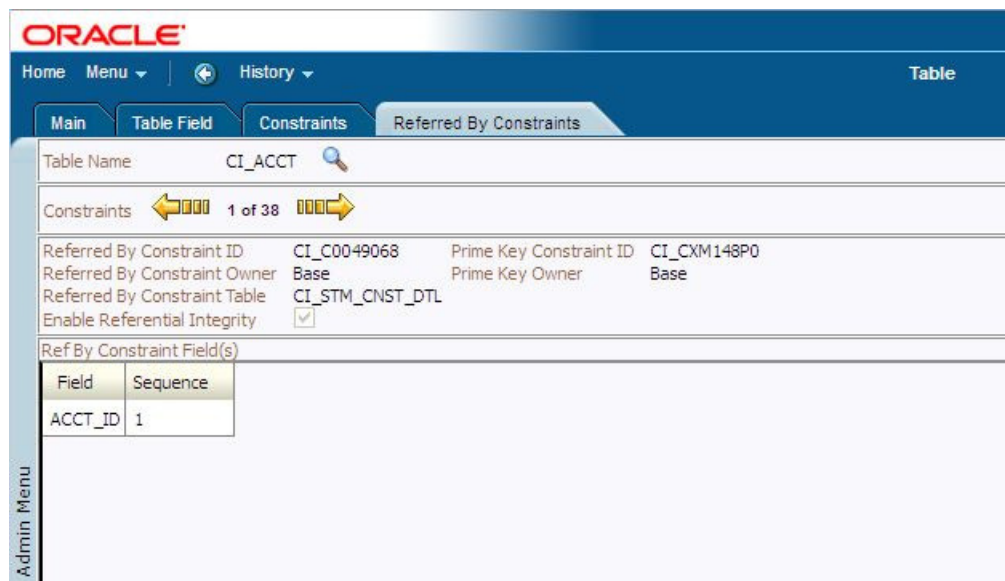 ORACLE
Home Menu History Table
Main Table Field Constraints Referred By Constraints
Table Name CI_ACCT
Constraints 1 of 38
Referred By Constraint ID CI_C0049068 Prime Key Constraint ID CI_CXM148P0
Referred By Constraint Owner Base Prime Key Owner Base
Referred By Constraint Table CI_STM_CNST_DTL
Enable Referential Integrity
Ref By Constraint Field(s)
Field Sequence
ACCT_ID 1
Admin Menu